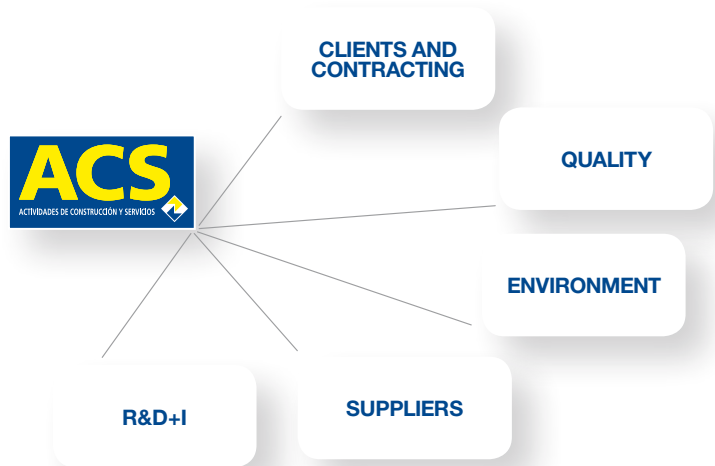 CLIENTS AND
CONTRACTING
ACS
ACTIVIDADES DE CONSTRUCCIÓN Y SERVICIOS
QUALITY
ENVIRONMENT
SUPPLIERS
R&D+I